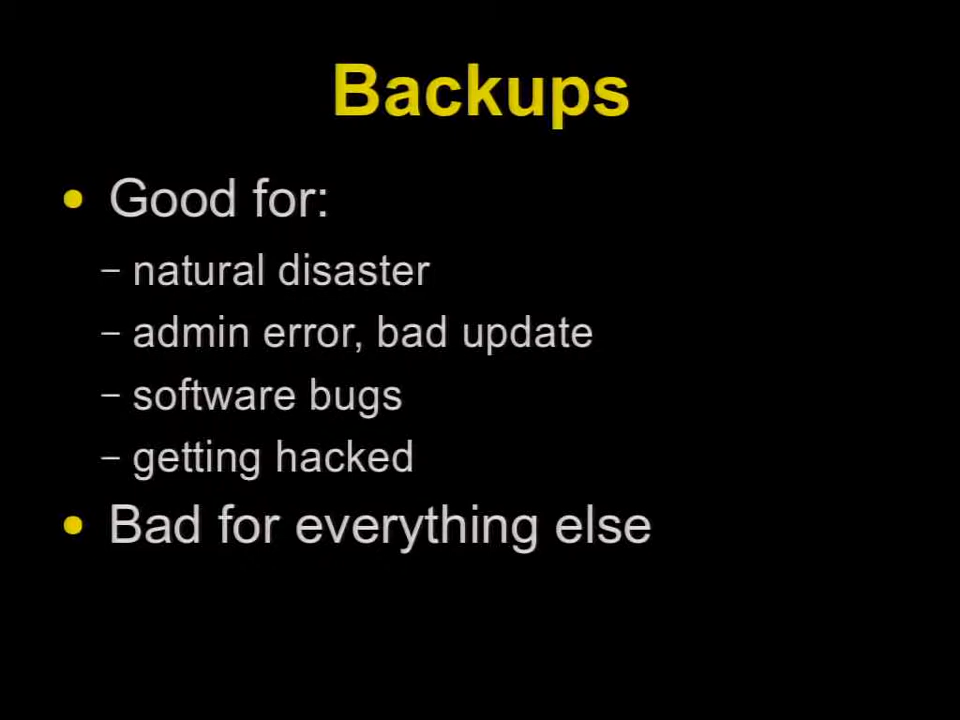 Backups
• Good for:
– natural disaster
– admin error, bad update
– software bugs
– getting hacked
• Bad for everything else